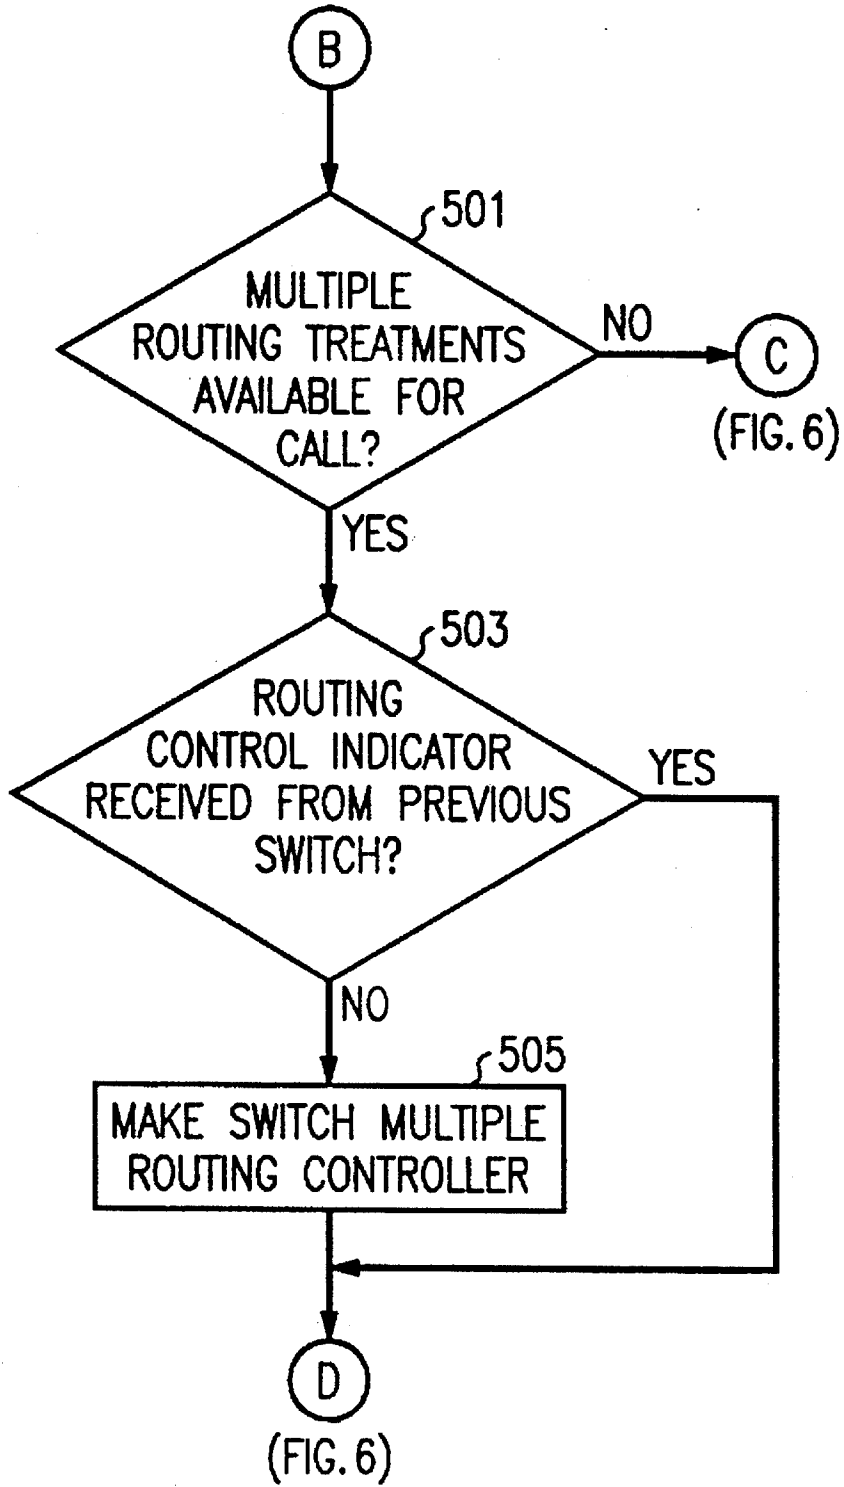 B
501
MULTIPLE
ROUTING TREATMENTS
AVAILABLE FOR
CALL?
NO
C
(FIG. 6)
YES
503
ROUTING
CONTROL INDICATOR
RECEIVED FROM PREVIOUS
SWITCH?
YES
NO
505
MAKE SWITCH MULTIPLE
ROUTING CONTROLLER
D
(FIG. 6)